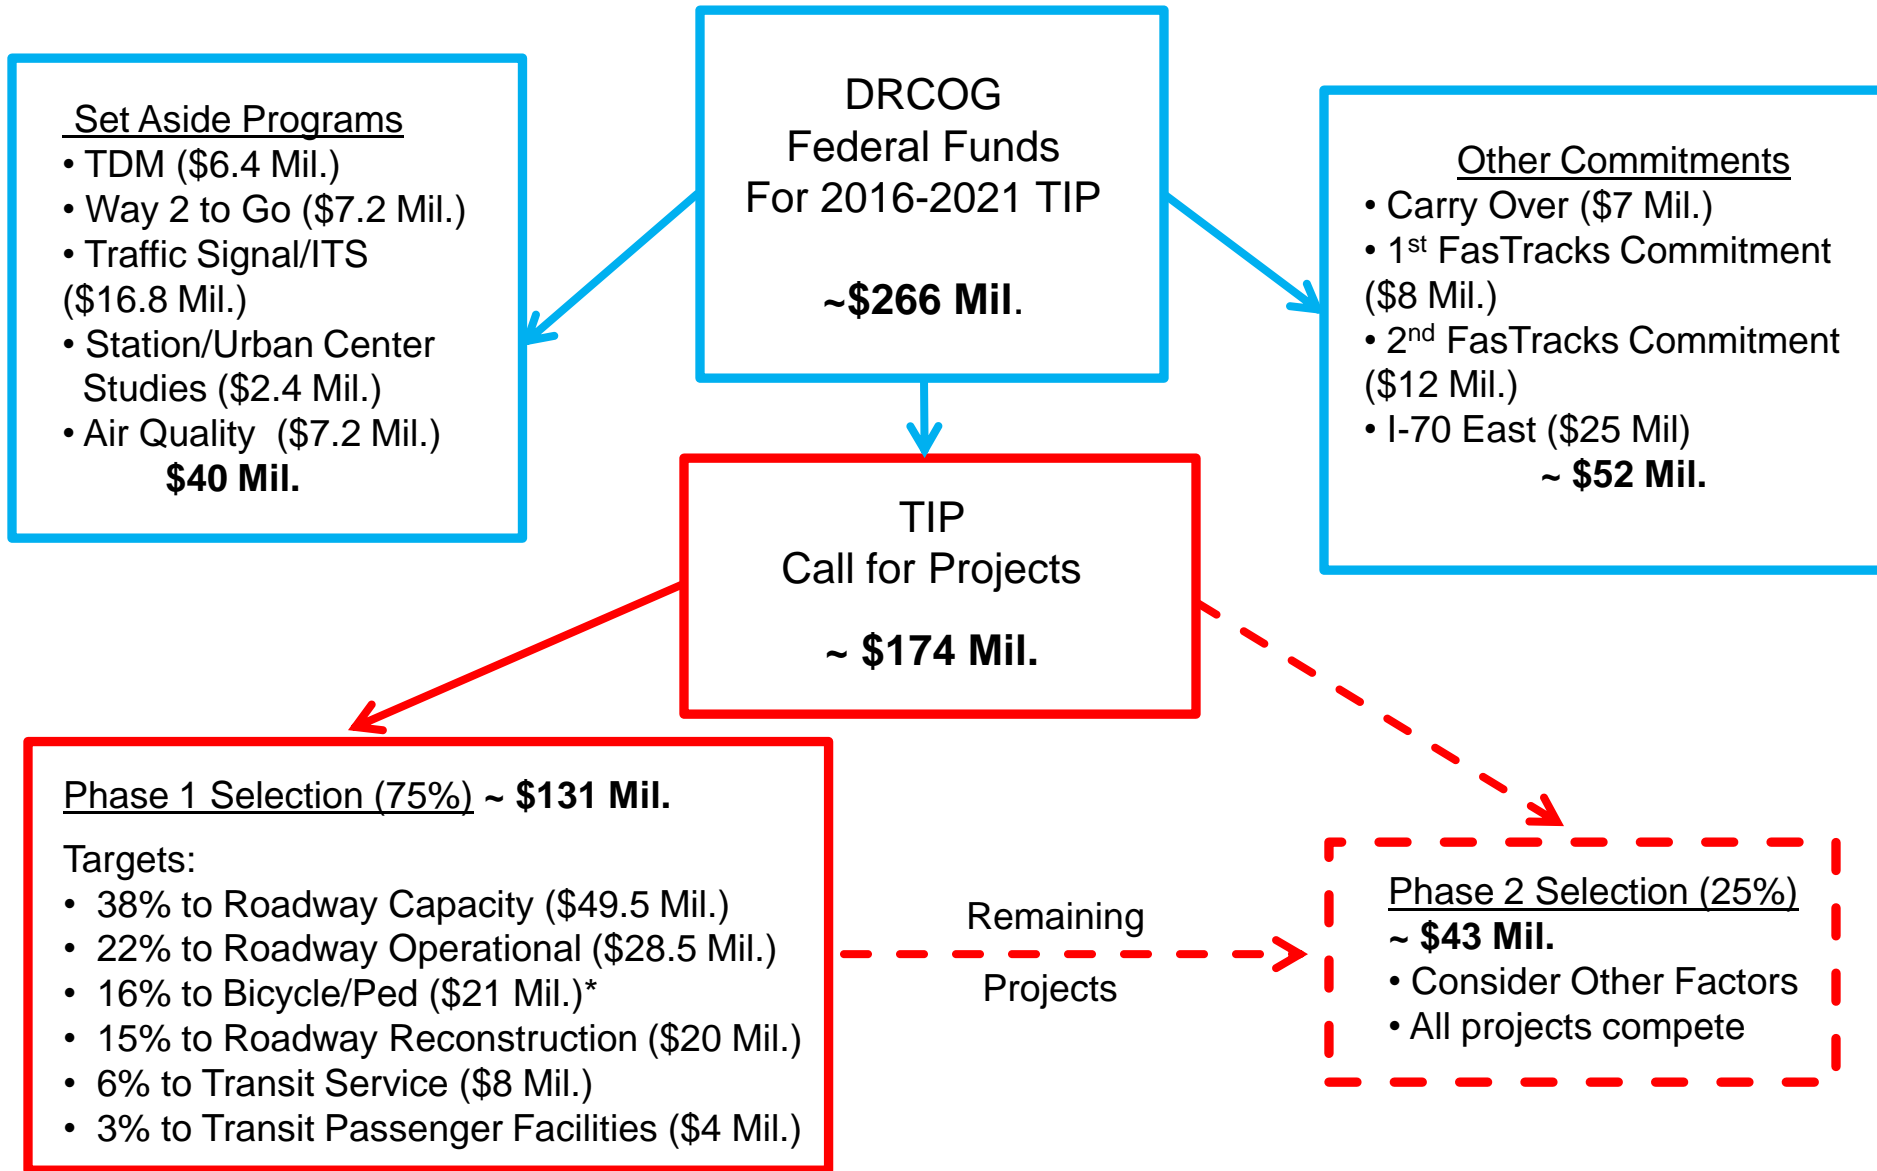 DRCOG
Federal Funds
For 2016-2021 TIP
~$266 Mil.
Set Aside Programs
• TDM ($6.4 Mil.)
• Way 2 to Go ($7.2 Mil.)
• Traffic Signal/ITS
($16.8 Mil.)
• Station/Urban Center
Studies ($2.4 Mil.)
• Air Quality ($7.2 Mil.)
$40 Mil.
Other Commitments
• Carry Over ($7 Mil.)
• 1st FasTracks Commitment
($8 Mil.)
• 2nd FasTracks Commitment
($12 Mil.)
• I-70 East ($25 Mil)
~ $52 Mil.
TIP
Call for Projects
~ $174 Mil.
Phase 1 Selection (75%) ~ $131 Mil.
Targets:
• 38% to Roadway Capacity ($49.5 Mil.)
• 22% to Roadway Operational ($28.5 Mil.)
• 16% to Bicycle/Ped ($21 Mil.)*
• 15% to Roadway Reconstruction ($20 Mil.)
• 6% to Transit Service ($8 Mil.)
• 3% to Transit Passenger Facilities ($4 Mil.)
Remaining
Projects
Phase 2 Selection (25%)
~ $43 Mil.
• Consider Other Factors
• All projects compete